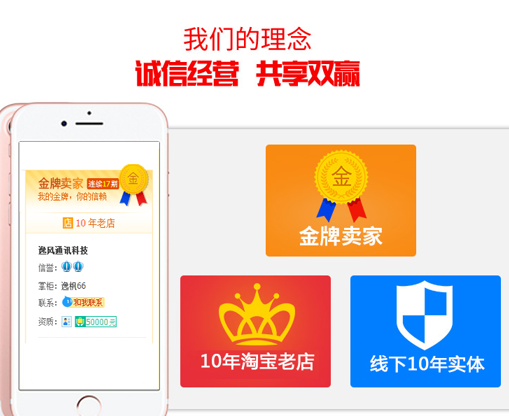 我们的理念
诚信经营 共享双赢
金牌卖家 连续17期
金
我的金牌，你的信赖
店 10 年老店
逸风通讯科技
信誉：
掌柜：逸枫66
联系：和我联系
资质：50000元
金
金牌卖家
10年淘宝老店
线下10年实体